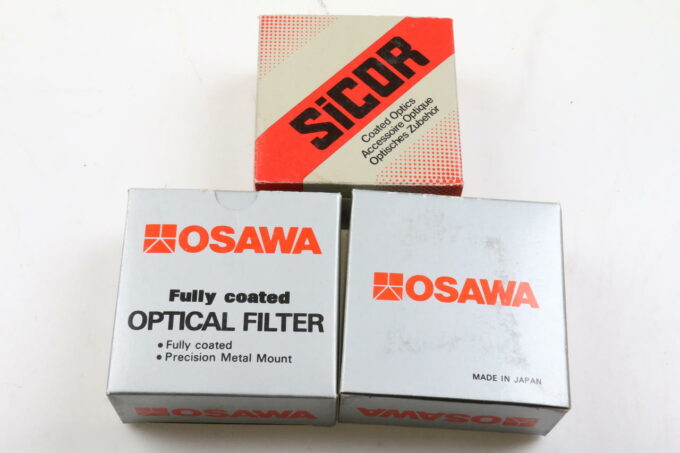 SiCOR
Coated Optics
Accessoire Optique
Optisches Zubehör
OSAWA
Fully coated
OPTICAL FILTER
• Fully coated
• Precision Metal Mount
OSAWA
OSAWA
MADE IN JAPAN
OSAWA